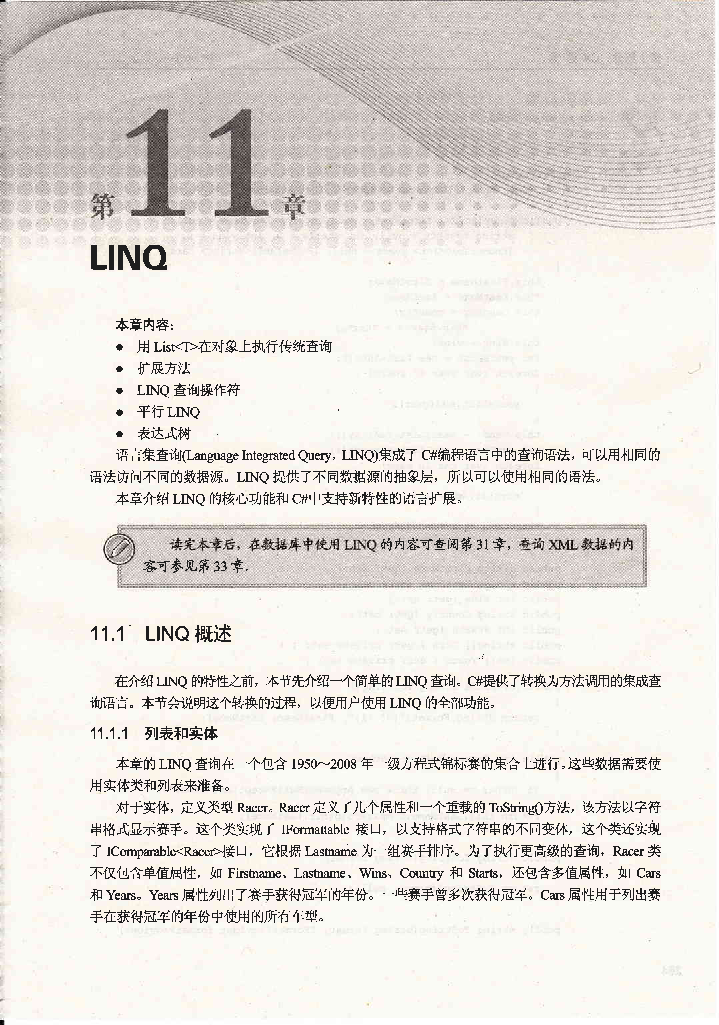 第11章
LINQ
本章内容:
● 用List<T>在对象上执行传统查询
● 扩展方法
● LINQ 查询操作符
● 平行 LINQ
● 表达式树
语言集查询(Language Integrated Query，LINQ)集成了 C#编程语言中的查询语法，可以用相同的
语法访问不同的数据源。LINQ 提供了不同数据源的抽象层，所以可以使用相同的语法。
本章介绍 LINQ 的核心功能和 C#中支持新特性的语言扩展。
读完本章后，在数据库中使用 LINQ 的内容可查阅第 31 章，查询 XML 数据的内
容可参见第 33 章.
11.1 LINQ 概述
在介绍 LINQ 的特性之前，本节先介绍一个简单的 LINQ 查询。C#提供了转换为方法调用的集成查
询语言。本节会说明这个转换的过程，以便用户使用 LINQ 的全部功能。
11.1.1 列表和实体
本章的 LINQ 查询在一个包含 1950～2008 年一级方程式锦标赛的集合上进行。这些数据需要使
用实体类和列表来准备。
对于实体，定义类型 Racer。Racer 定义了几个属性和一个重载的 ToString()方法，该方法以字符
串格式显示赛手。这个类实现了 IFormattable 接口，以支持格式字符串的不同变体，这个类还实现
了 IComparable<Racer>接口，它根据 Lastname 为一组赛手排序。为了执行更高级的查询，Racer 类
不仅包含单值属性，如 Firstname、Lastname、Wins、Country 和 Starts，还包含多值属性，如 Cars
和 Years。Years 属性列出了赛手获得冠军的年份。一些赛手曾多次获得冠军。Cars 属性用于列出赛
手在获得冠军的年份中使用的所有车型。